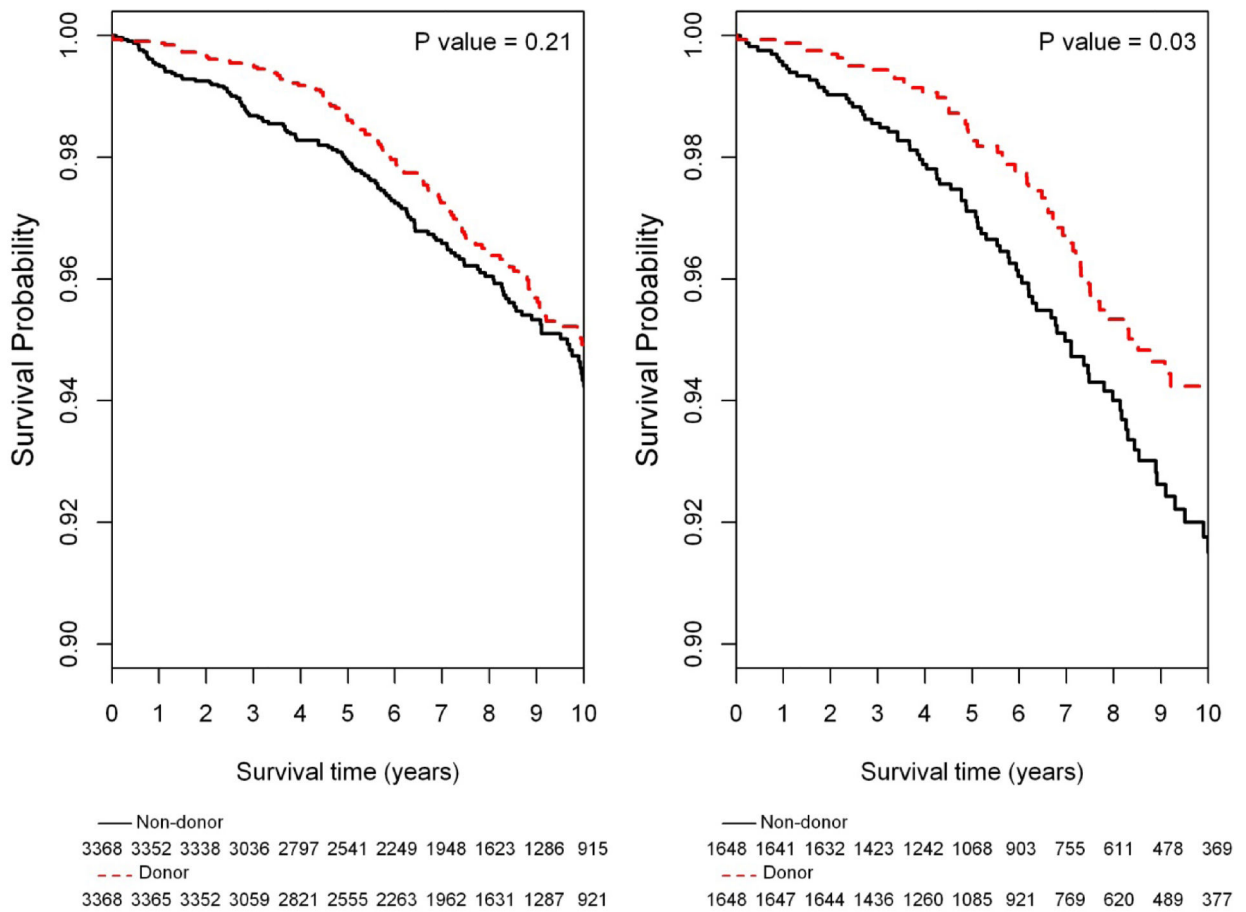 P value = 0.21
Survival Probability
1.00
0.98
0.96
0.94
0.92
0.90
0 1 2 3 4 5 6 7 8 9 10
Survival time (years)
Non-donor
3368 3352 3338 3036 2797 2541 2249 1948 1623 1286 915
Donor
3368 3365 3352 3059 2821 2555 2263 1962 1631 1287 921
P value = 0.03
Survival Probability
1.00
0.98
0.96
0.94
0.92
0.90
0 1 2 3 4 5 6 7 8 9 10
Survival time (years)
Non-donor
1648 1641 1632 1423 1242 1068 903 755 611 478 369
Donor
1648 1647 1644 1436 1260 1085 921 769 620 489 377